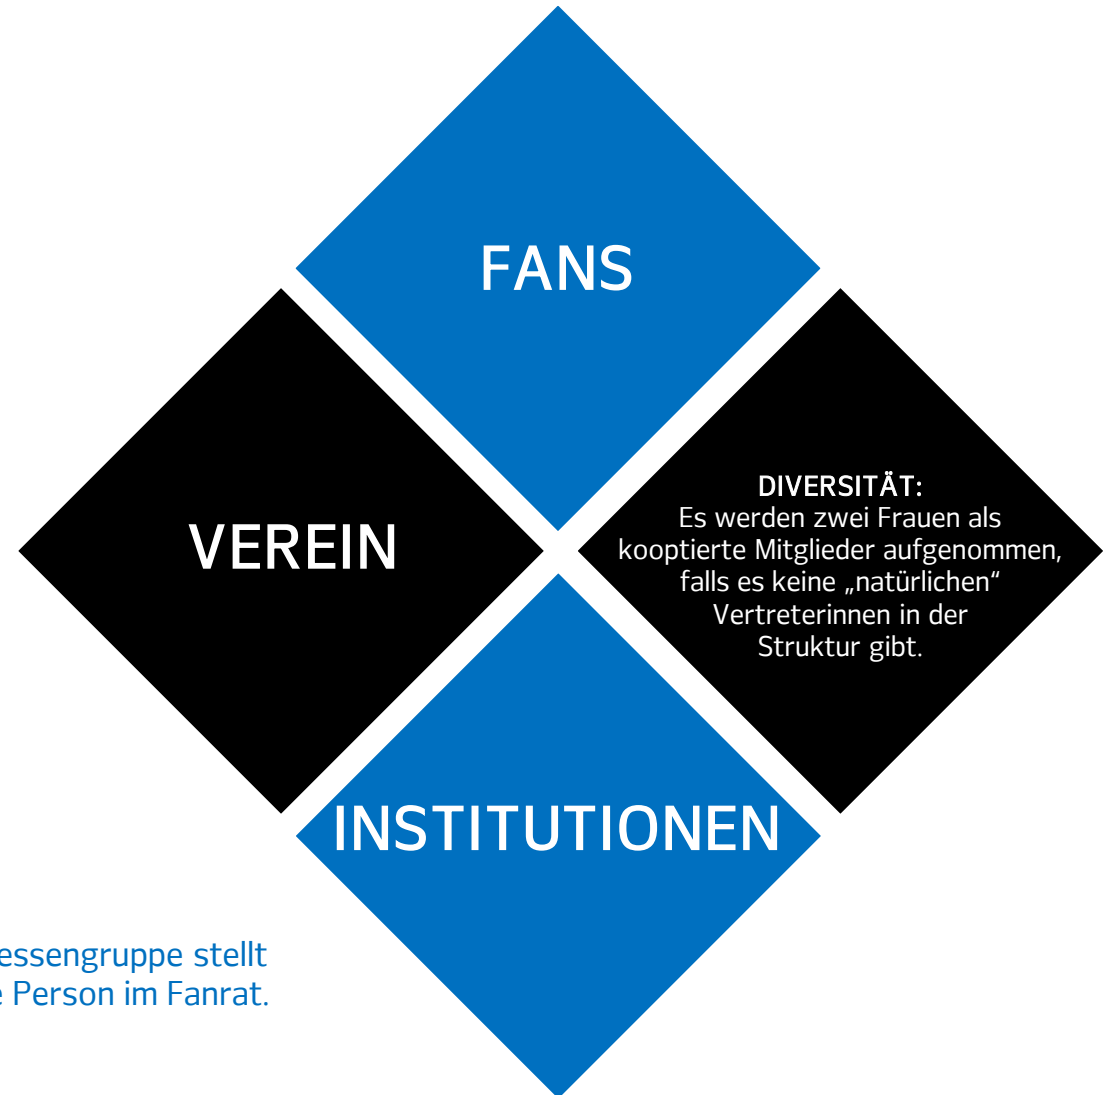 FANS
VEREIN
DIVERSITÄT:
Es werden zwei Frauen als
kooptierte Mitglieder aufgenommen,
falls es keine „natürlichen“
Vertreterinnen in der
Struktur gibt.
INSTITUTIONEN
essengruppe stellt
e Person im Fanrat.